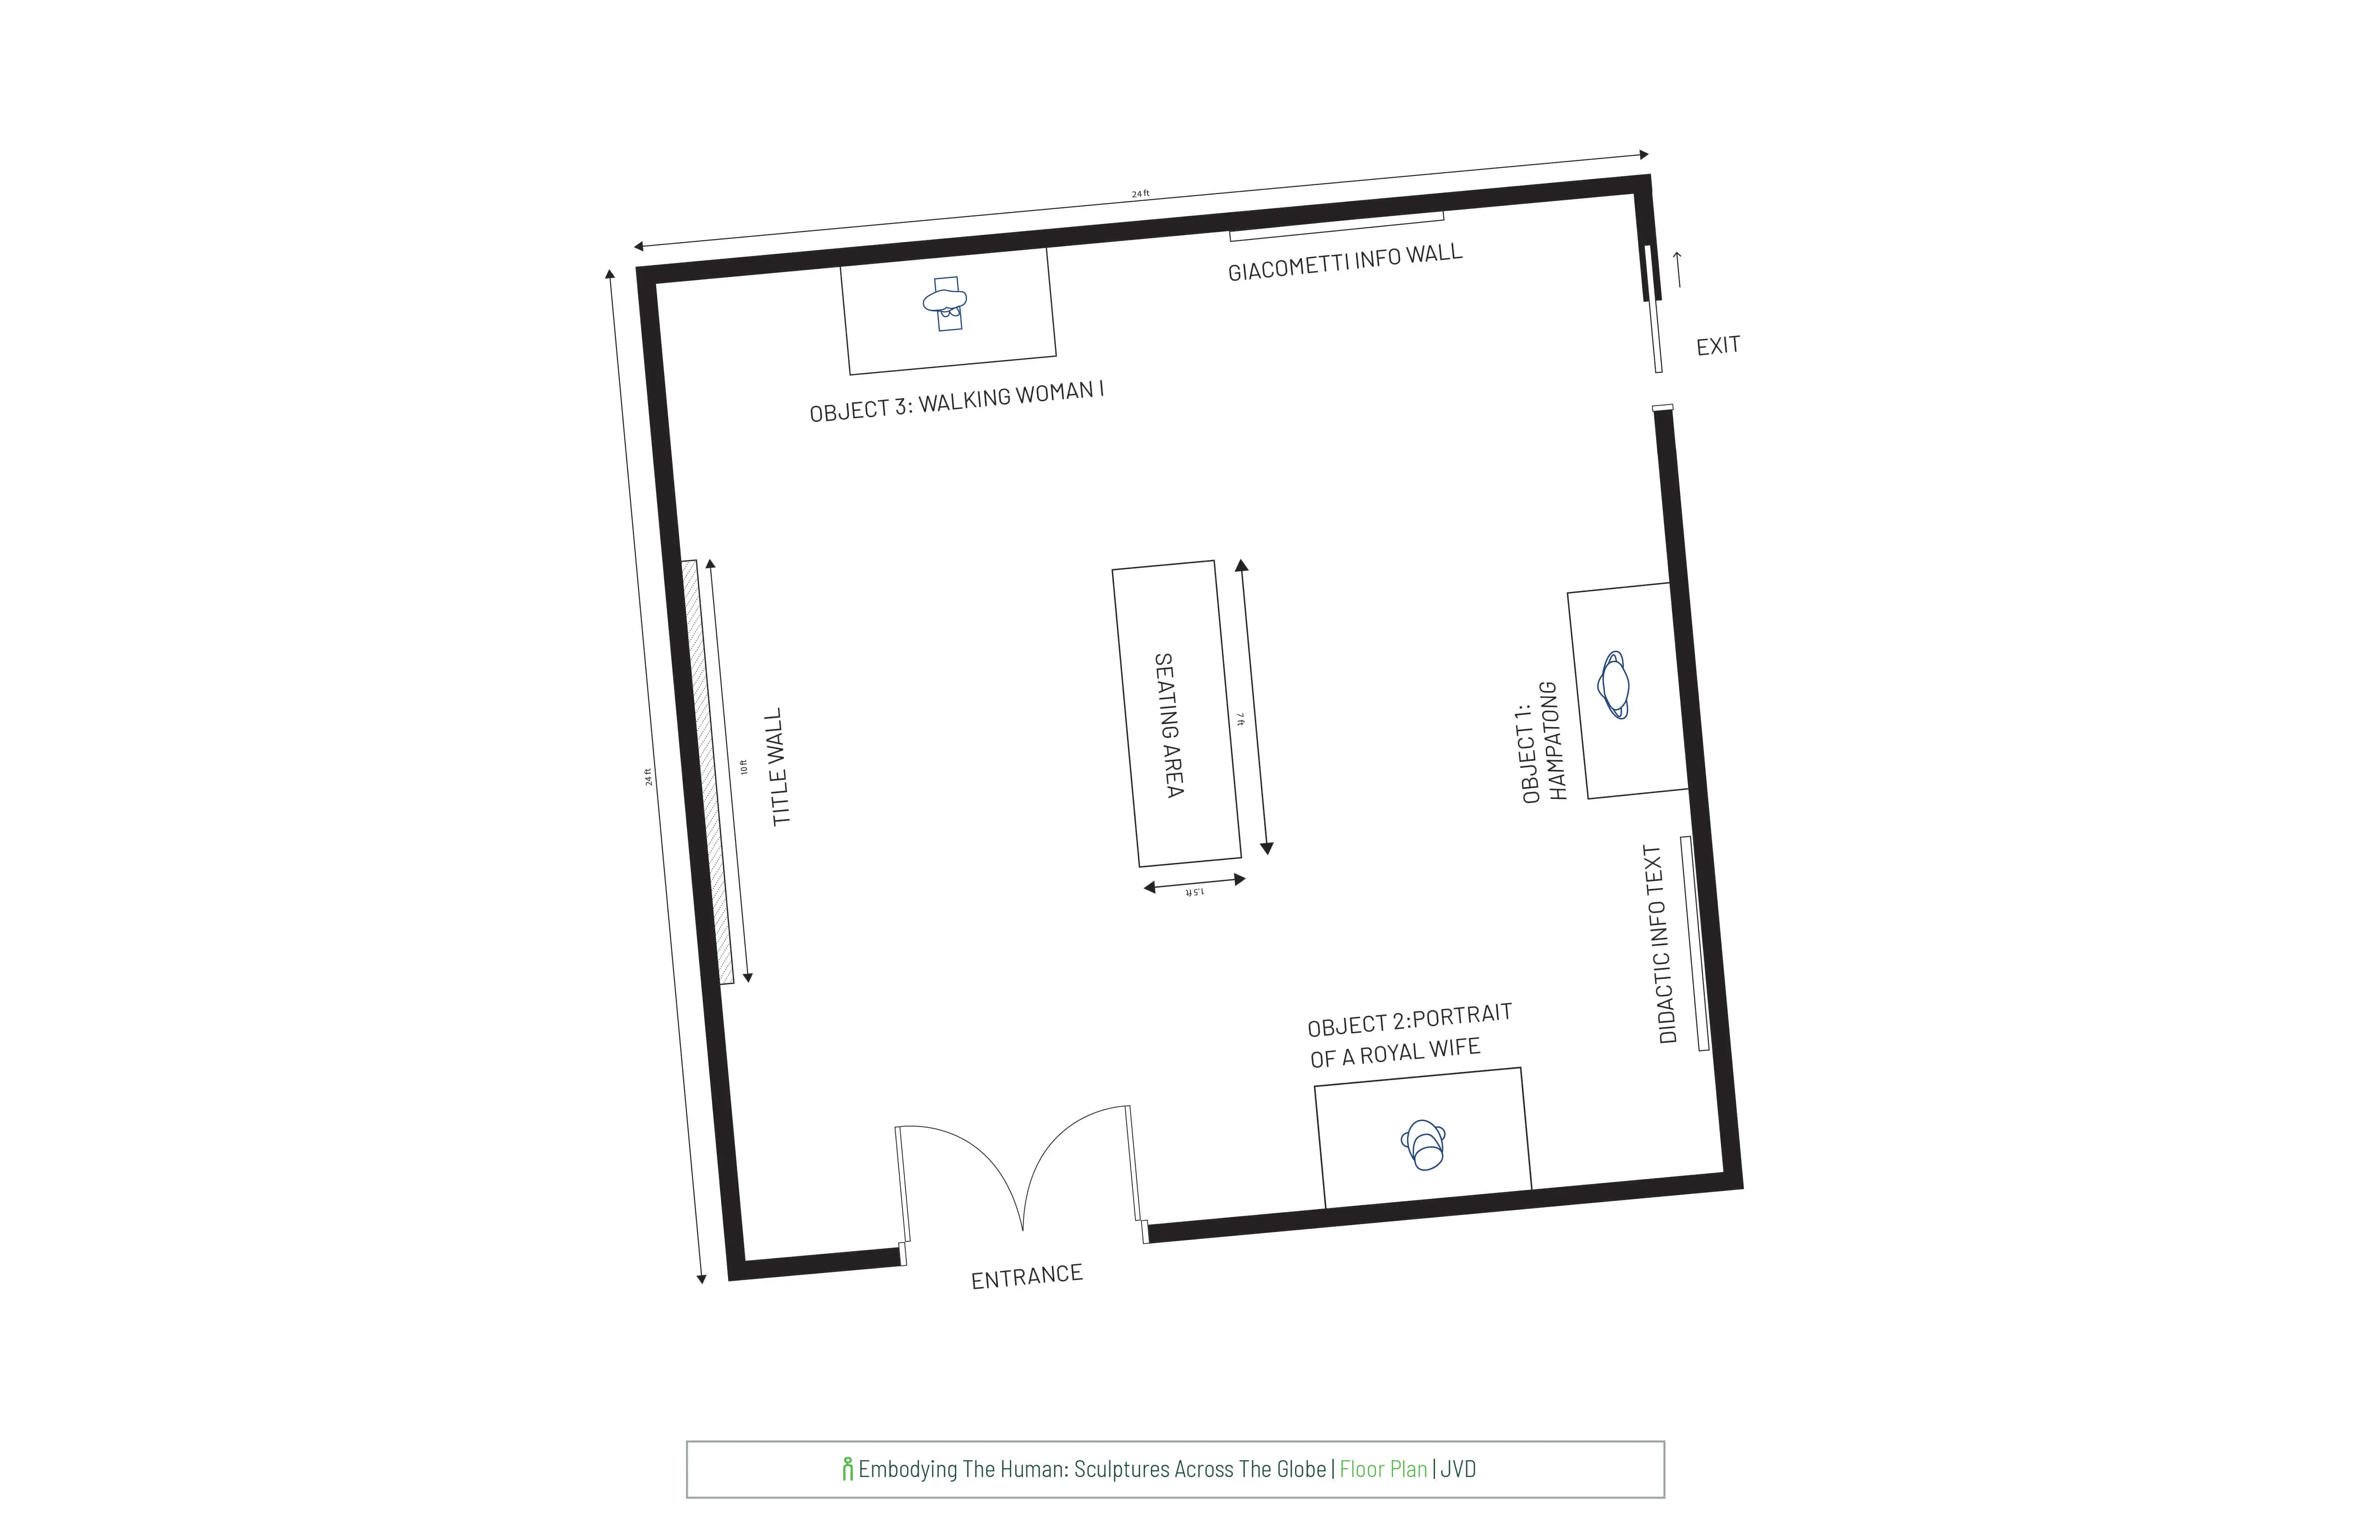 24 ft
GIACOMETTI INFO WALL
EXIT
OBJECT 3: WALKING WOMAN I
24 ft
10 ft
TITLE WALL
SEATING AREA
7 ft
1.5 ft
OBJECT 1:
HAMPATONG
DIDACTIC INFO TEXT
OBJECT 2:PORTRAIT
OF A ROYAL WIFE
ENTRANCE
Embodying The Human: Sculptures Across The Globe | Floor Plan | JVD